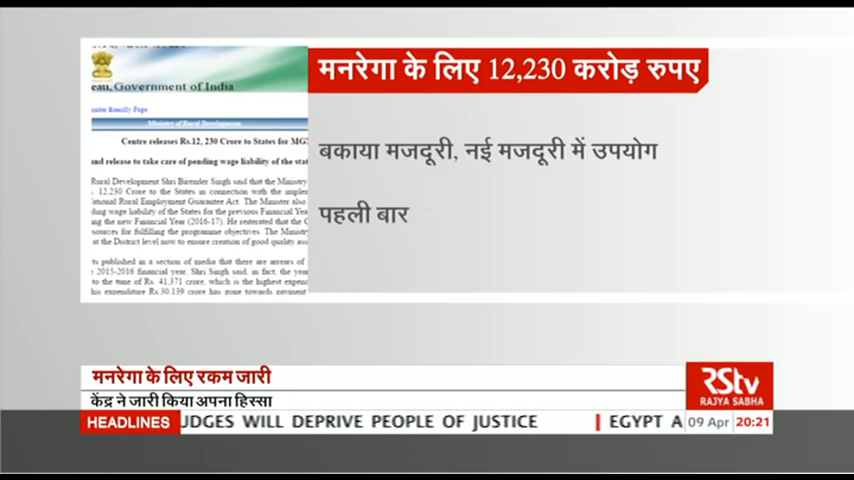 मनरेगा के लिए 12,230 करोड़ रुपए
eau, Government of India
Page
Ministry of Rural Development
Centre releases Rs.12, 230 Crore to States for MG
nd release to take care of pending wage liability of the stat
Rural Development Shri Birender Singh said that the Ministry
. 12,230 Crore to the States in connection with the implem
ational Rural Employment Guarantee Act. The Minister also
ding wage liability of the States for the previous Financial Yea
ng the new Financial Year (2016-17). He reiterated that the C
sources for fulfilling the programme objectives. The Ministry
at the District level now to ensure creation of good quality ass
ts published in a section of media that there are arrears of
2015-2016 financial year, Shri Singh said, in fact, the year
to the tune of Rs. 41,371 crore, which is the highest expend
his expenditure Rs.30,139 crore has gone towards payment
बकाया मजदूरी, नई मजदूरी में उपयोग
पहली बार
मनरेगा के लिए रकम जारी
केंद्र ने जारी किया अपना हिस्सा
RStv
RAJYA SABHA
HEADLINES UDGES WILL DEPRIVE PEOPLE OF JUSTICE EGYPT A 09 Apr 20:21